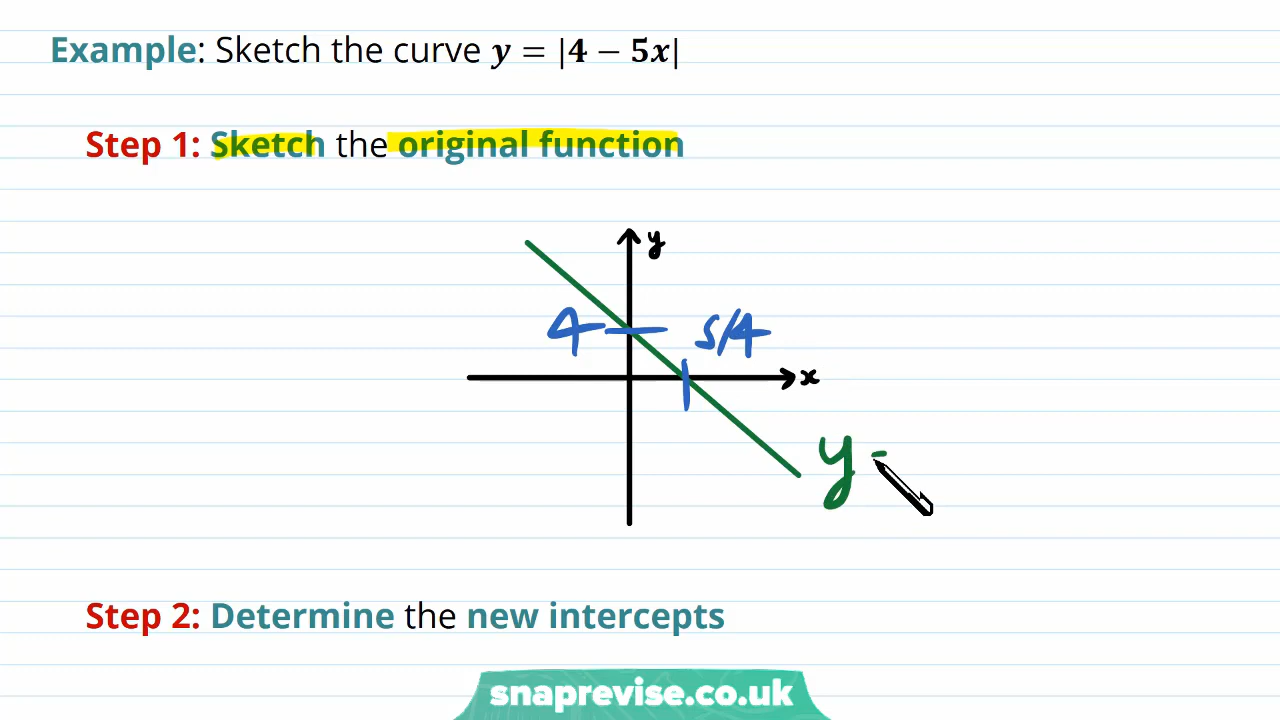 Example: Sketch the curve y = |4 − 5x|
Step 1: Sketch the original function
y
4
5/4
x
y =
Step 2: Determine the new intercepts
snaprevise.co.uk